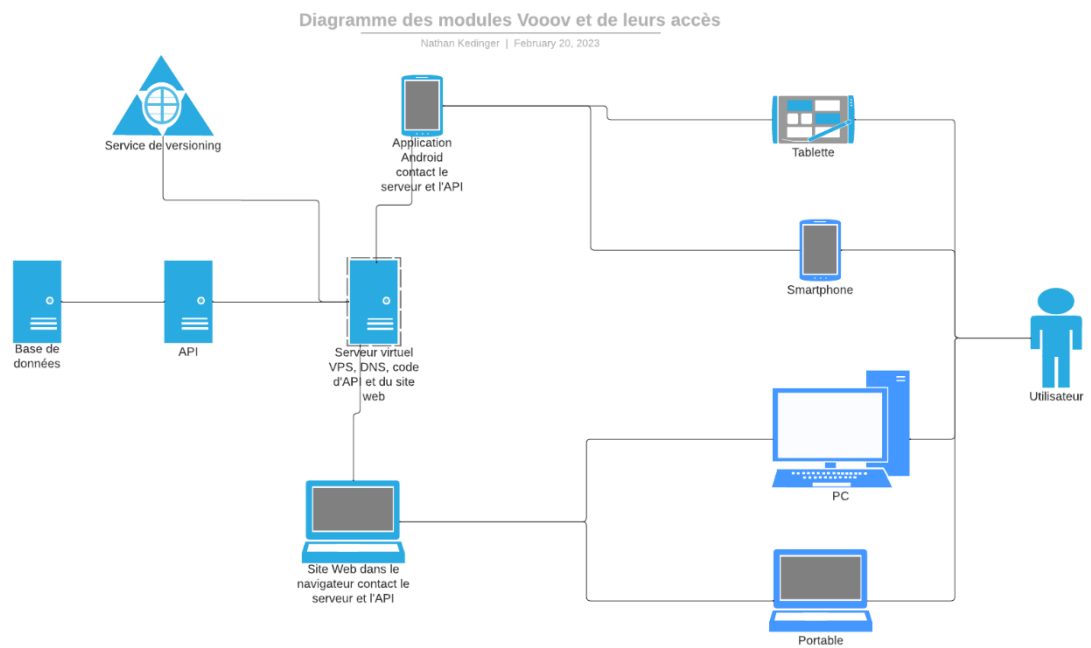 Diagramme des modules Vooov et de leurs accès
Nathan Kedinger | February 20, 2023
Service de versioning
Application
Android
contact le
serveur et l'API
Tablette
Smartphone
Base de
données
API
Serveur virtuel
VPS, DNS, code
d'API et du site
web
Utilisateur
PC
Site Web dans le
navigateur contact le
serveur et l'API
Portable